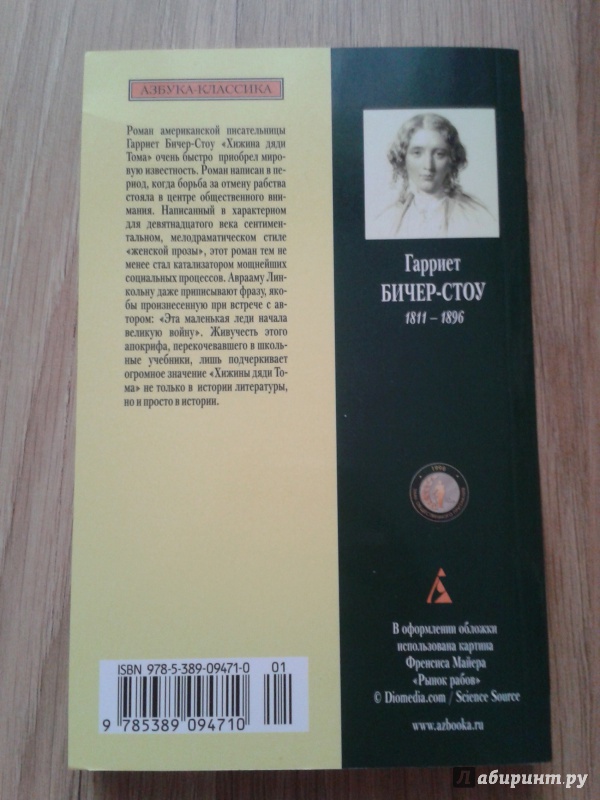 АЗБУКА-КЛАССИКА
Роман американской писательницы
Гарриет Бичер-Стоу «Хижина дяди
Тома» очень быстро приобрел миро-
вую известность. Роман написан в пе-
риод, когда борьба за отмену рабства
стояла в центре общественного вни-
мания. Написанный в характерном
для девятнадцатого века сентимен-
тальном, мелодраматическом стиле
«женской прозы», этот роман тем не
менее стал катализатором мощнейших
социальных процессов. Аврааму Лин-
кольну даже приписывают фразу, яко-
бы произнесенную при встрече с ав-
тором: «Эта маленькая леди начала
великую войну». Живучесть этого
апокрифа, перекочевавшего в школь-
ные учебники, лишь подчеркивает
огромное значение «Хижины дяди То-
ма» не только в истории литературы,
но и просто в истории.
ISBN 978-5-389-09471-0 01
9 785389 094710
Гарриет
БИЧЕР-СТОУ
1811 – 1896
В оформлении обложки
использована картина
Френсиса Майера
«Рынок рабов»
© Diomedia.com / Science Source
www.azbooka.ru
Лабиринт.ру